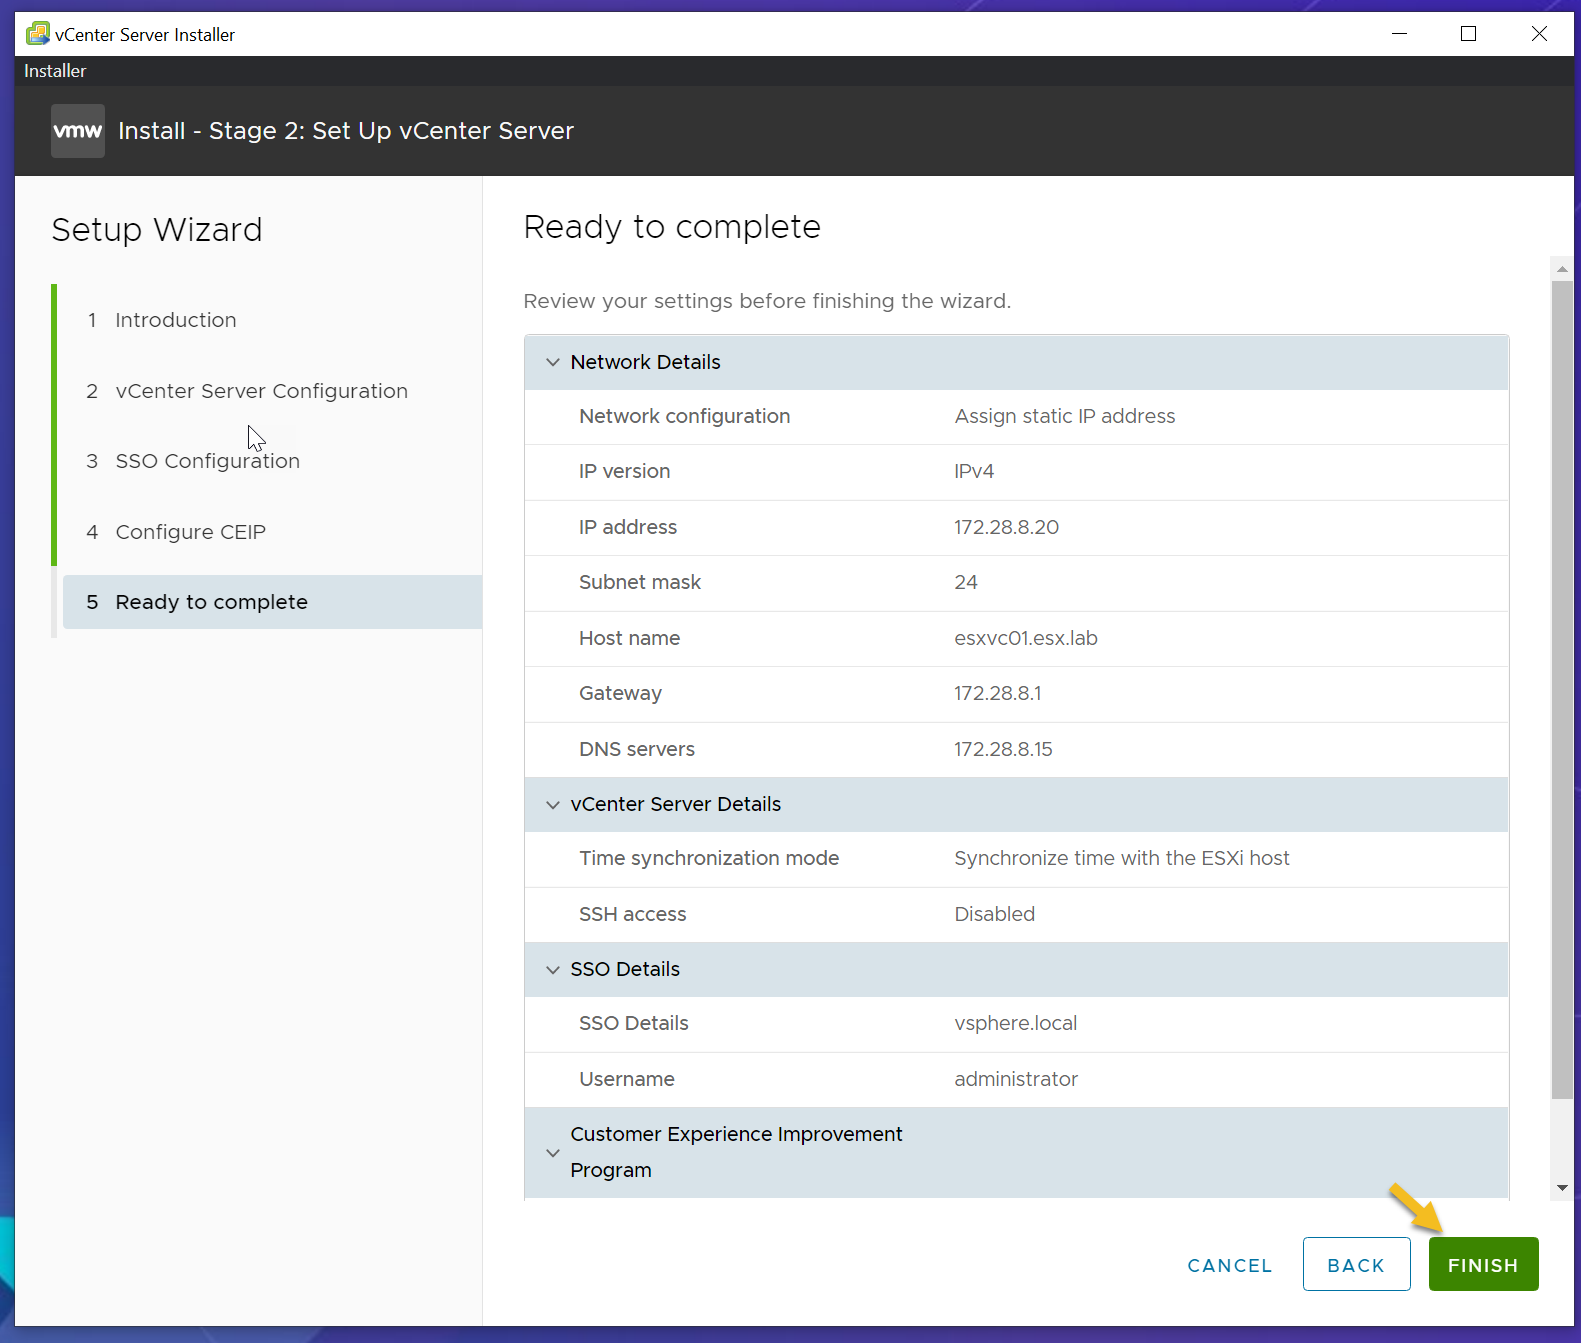 vCenter Server Installer
Installer
vmw
Install - Stage 2: Set Up vCenter Server
Setup Wizard
1 Introduction
2 vCenter Server Configuration
3 SSO Configuration
4 Configure CEIP
5 Ready to complete
Ready to complete
Review your settings before finishing the wizard.
Network Details
Network configuration Assign static IP address
IP version IPv4
IP address 172.28.8.20
Subnet mask 24
Host name esxvc01.esx.lab
Gateway 172.28.8.1
DNS servers 172.28.8.15
vCenter Server Details
Time synchronization mode Synchronize time with the ESXi host
SSH access Disabled
SSO Details
SSO Details vsphere.local
Username administrator
Customer Experience Improvement
Program
CANCEL BACK FINISH